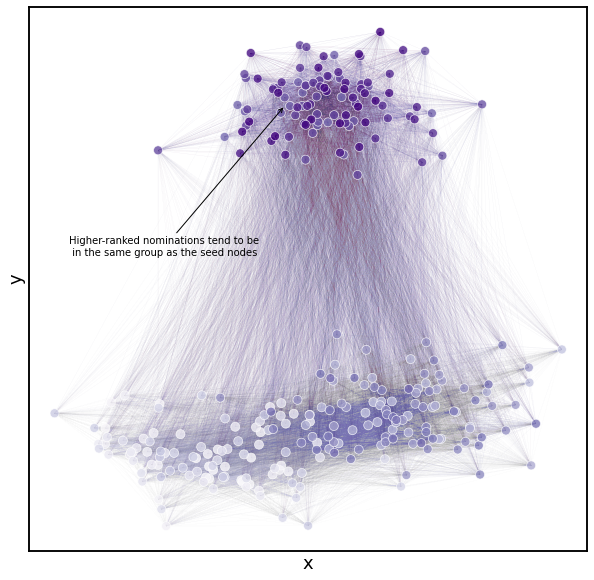 Higher-ranked nominations tend to be
in the same group as the seed nodes
y
x